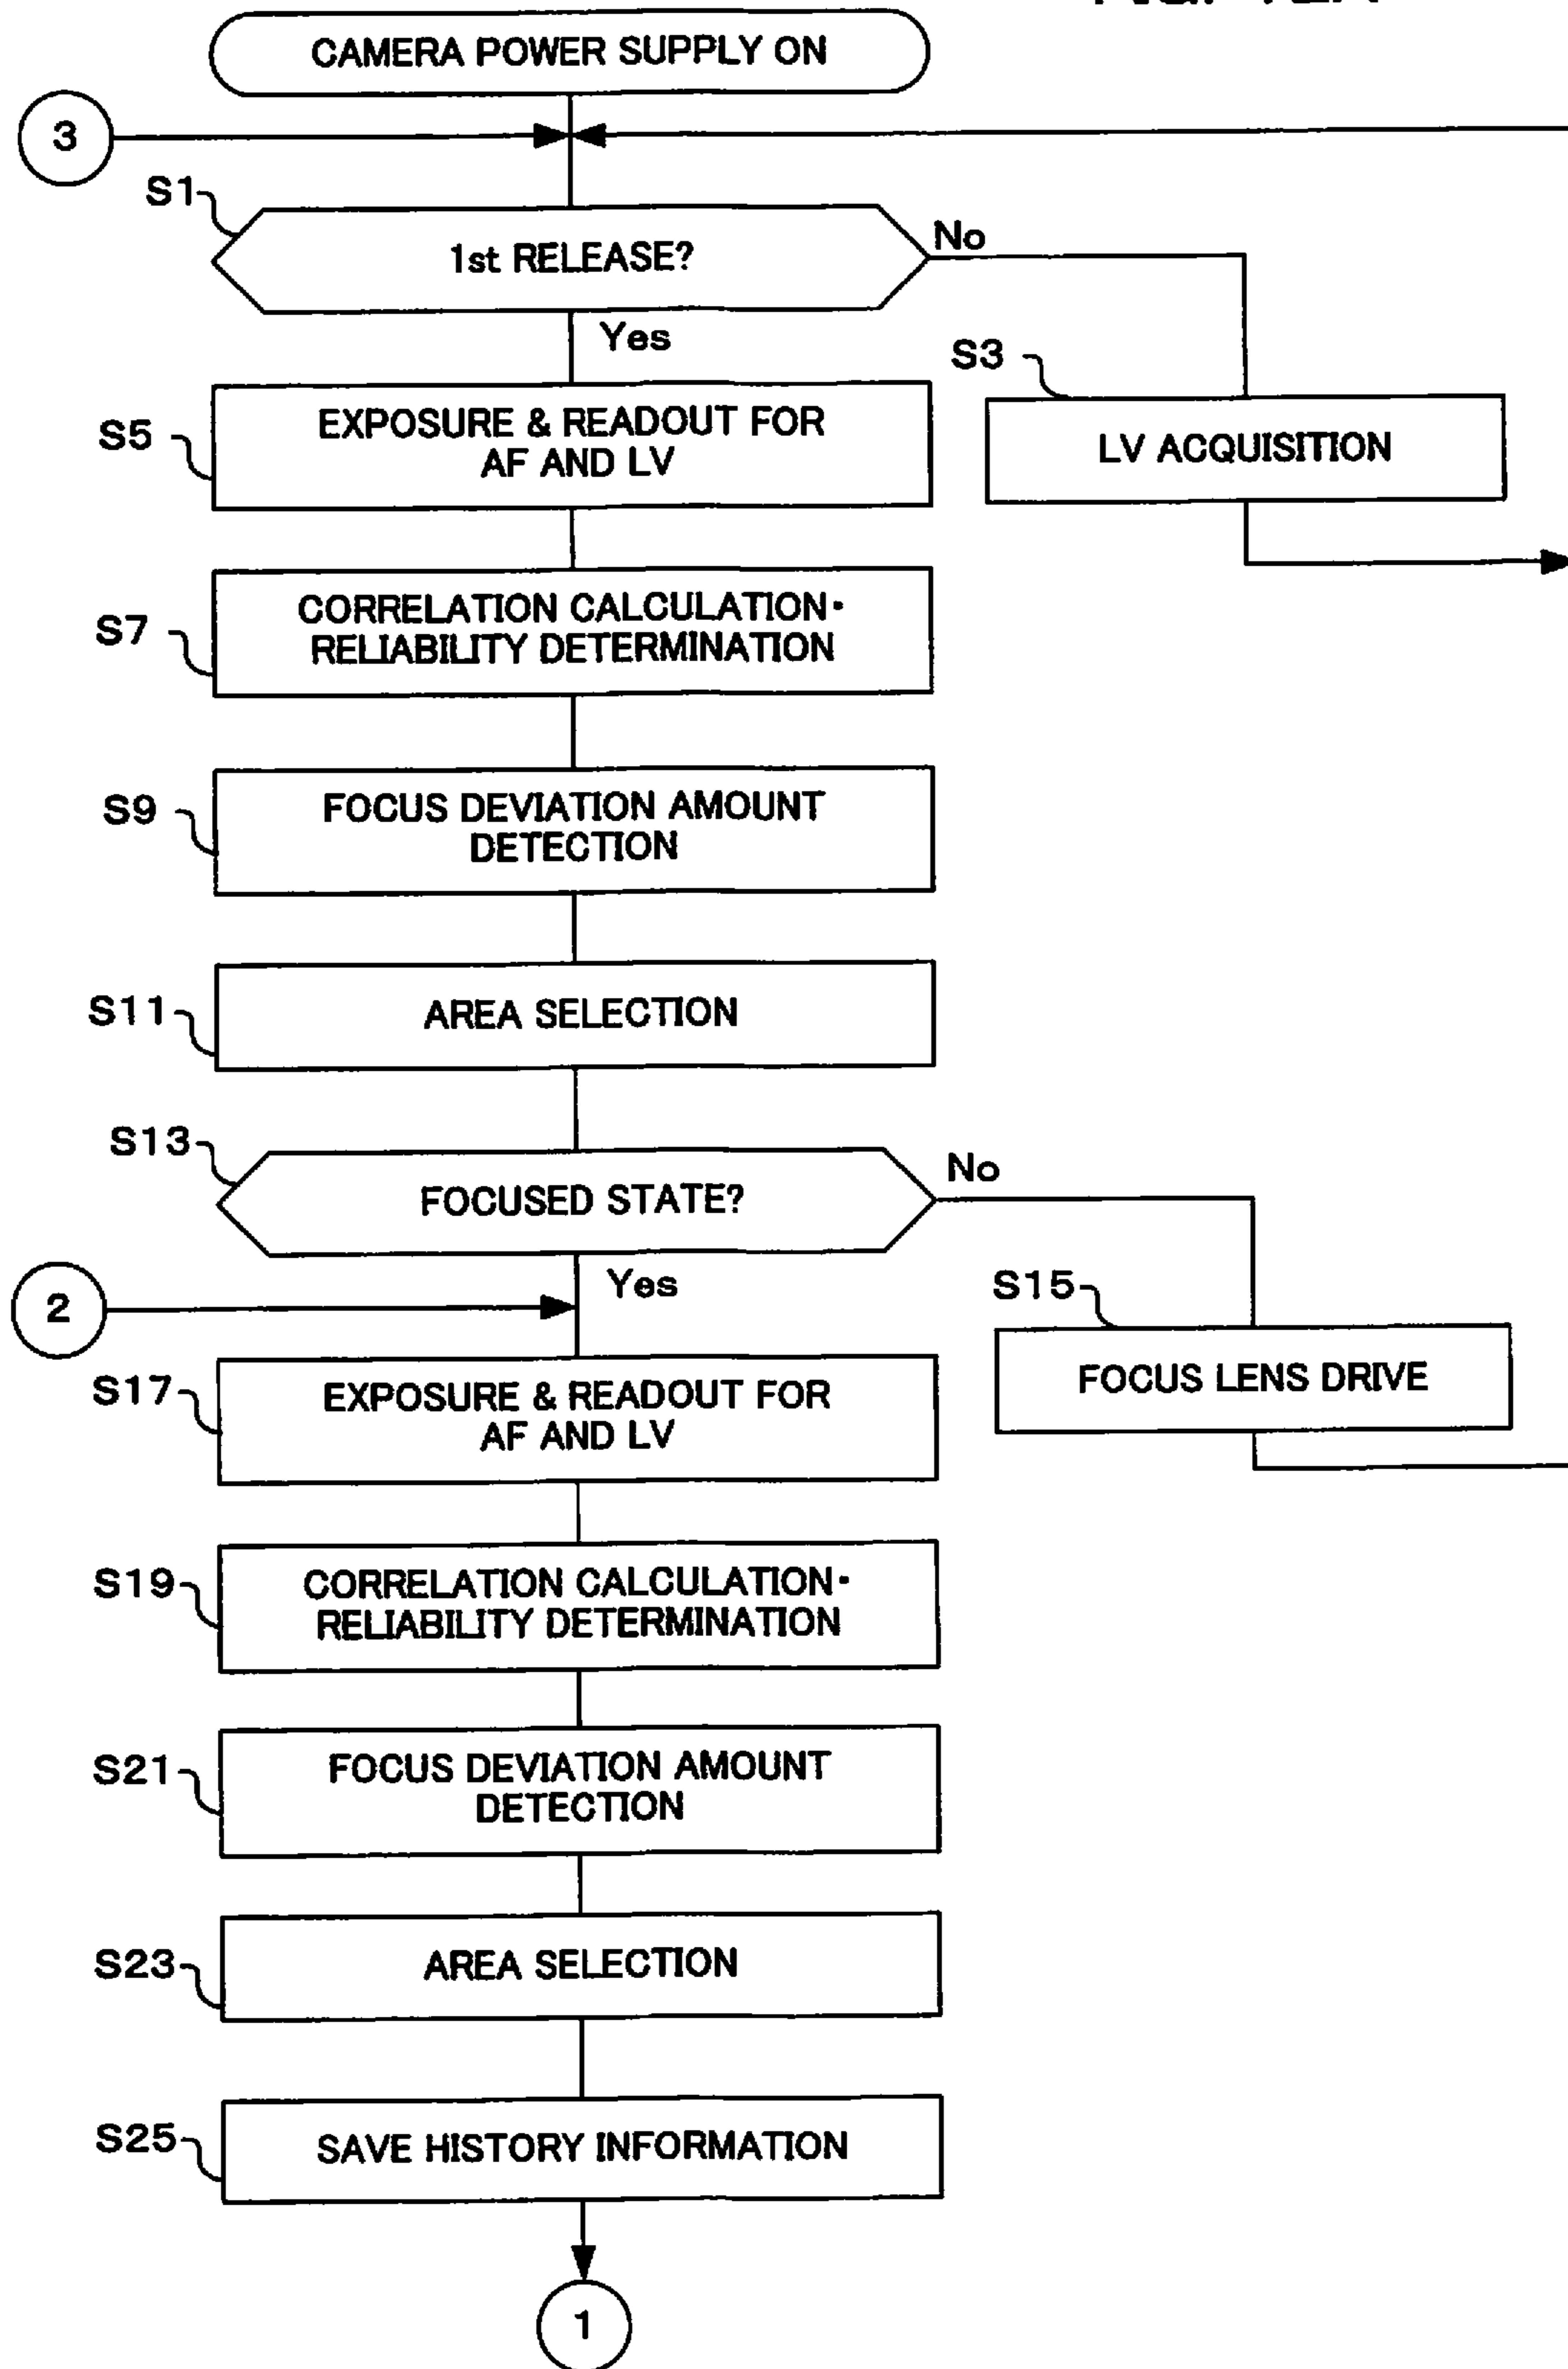 CAMERA POWER SUPPLY ON
3
S1
1st RELEASE?
No
Yes
S3
LV ACQUISITION
S5
EXPOSURE & READOUT FOR
AF AND LV
S7
CORRELATION CALCULATION·
RELIABILITY DETERMINATION
S9
FOCUS DEVIATION AMOUNT
DETECTION
S11
AREA SELECTION
S13
FOCUSED STATE?
No
Yes
2
S15
FOCUS LENS DRIVE
S17
EXPOSURE & READOUT FOR
AF AND LV
S19
CORRELATION CALCULATION·
RELIABILITY DETERMINATION
S21
FOCUS DEVIATION AMOUNT
DETECTION
S23
AREA SELECTION
S25
SAVE HISTORY INFORMATION
1